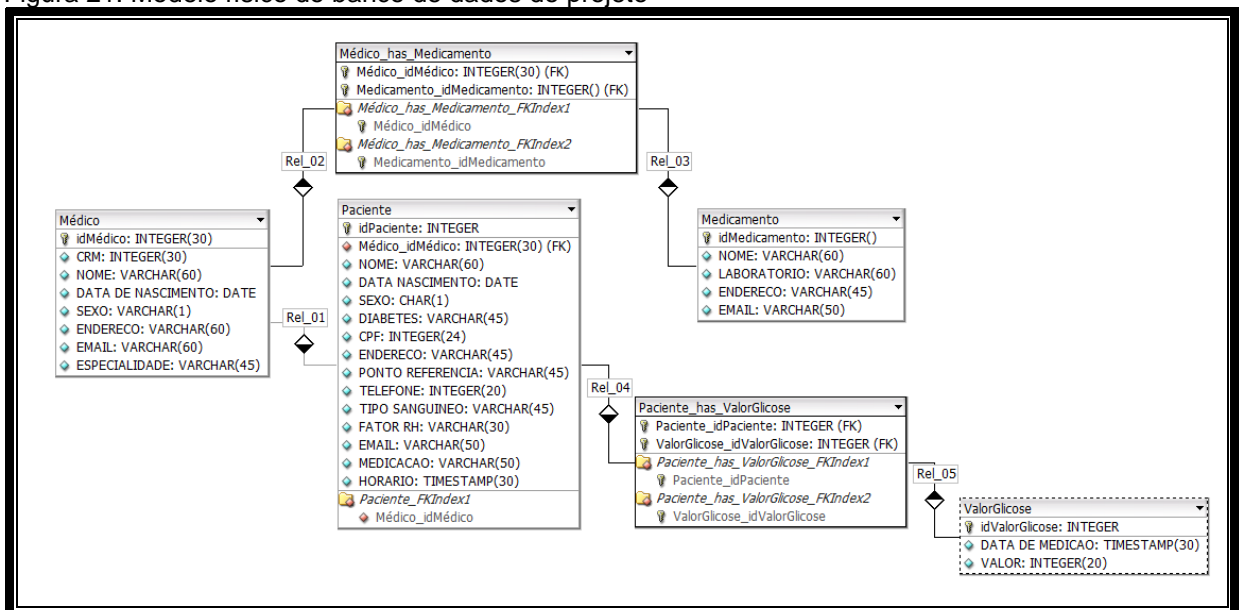 Figura 21: Modelo físico do banco de dados do projeto
Médico_has_Medicamento
Médico_idMédico: INTEGER(30) (FK)
Medicamento_idMedicamento: INTEGER() (FK)
Médico_has_Medicamento_FKIndex1
Médico_idMédico
Médico_has_Medicamento_FKIndex2
Medicamento_idMedicamento
Rel_02
Rel_03
Médico
idMédico: INTEGER(30)
CRM: INTEGER(30)
NOME: VARCHAR(60)
DATA DE NASCIMENTO: DATE
SEXO: VARCHAR(1)
ENDERECO: VARCHAR(60)
EMAIL: VARCHAR(60)
ESPECIALIDADE: VARCHAR(45)
Rel_01
Paciente
idPaciente: INTEGER
Médico_idMédico: INTEGER(30) (FK)
NOME: VARCHAR(60)
DATA NASCIMENTO: DATE
SEXO: CHAR(1)
DIABETES: VARCHAR(45)
CPF: INTEGER(24)
ENDERECO: VARCHAR(45)
PONTO REFERENCIA: VARCHAR(45)
TELEFONE: INTEGER(20)
TIPO SANGUINEO: VARCHAR(45)
FATOR RH: VARCHAR(30)
EMAIL: VARCHAR(50)
MEDICACAO: VARCHAR(50)
HORARIO: TIMESTAMP(30)
Paciente_FKIndex1
Médico_idMédico
Medicamento
idMedicamento: INTEGER()
NOME: VARCHAR(60)
LABORATORIO: VARCHAR(60)
ENDERECO: VARCHAR(45)
EMAIL: VARCHAR(50)
Rel_04
Paciente_has_ValorGlicose
Paciente_idPaciente: INTEGER (FK)
ValorGlicose_idValorGlicose: INTEGER (FK)
Paciente_has_ValorGlicose_FKIndex1
Paciente_idPaciente
Paciente_has_ValorGlicose_FKIndex2
ValorGlicose_idValorGlicose
Rel_05
ValorGlicose
idValorGlicose: INTEGER
DATA DE MEDICAO: TIMESTAMP(30)
VALOR: INTEGER(20)